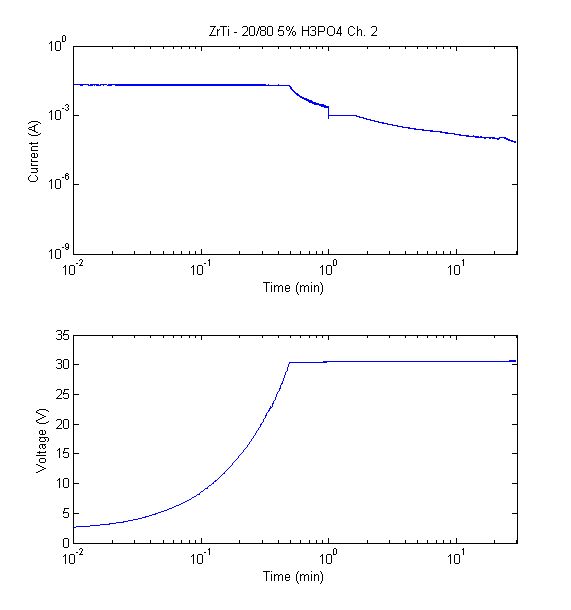 ZrTi - 20/80 5% H3PO4 Ch. 2
10^0
10^-3
10^-6
10^-9
Current (A)
10^-2 10^-1 10^0 10^1
Time (min)
35
30
25
20
15
10
5
0
Voltage (V)
10^-2 10^-1 10^0 10^1
Time (min)